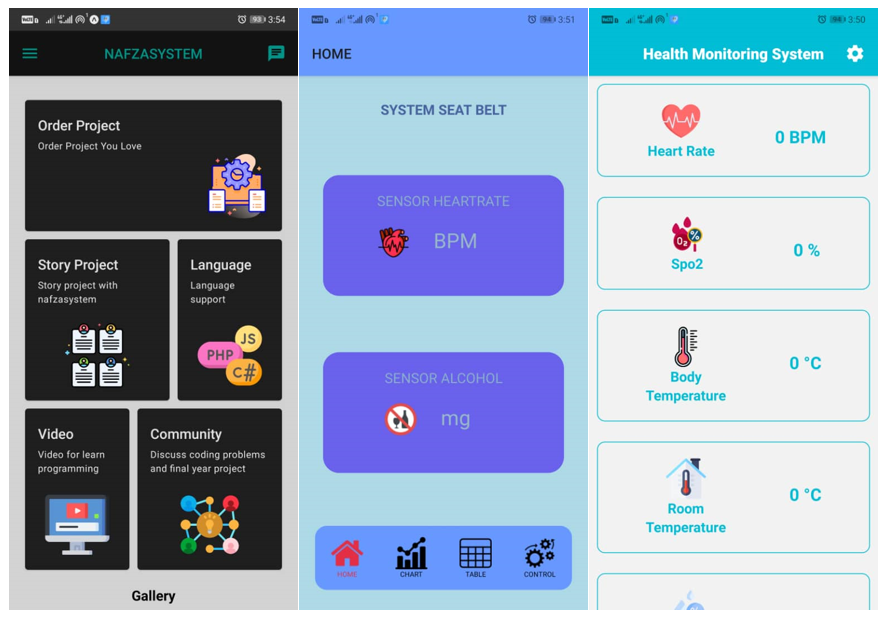 3:54
NAFZASYSTEM
Order Project
Order Project You Love
Story Project
Story project with
nafzasystem
Language
Language
support
JS
PHP
C#
Video
Video for learn
programming
Community
Discuss coding problems
and final year project
Gallery
3:51
HOME
SYSTEM SEAT BELT
SENSOR HEARTRATE
BPM
SENSOR ALCOHOL
mg
HOME
CHART
TABLE
CONTROL
3:50
Health Monitoring System
Heart Rate
0 BPM
O2
%
Spo2
0 %
Body
Temperature
0 °C
Room
Temperature
0 °C